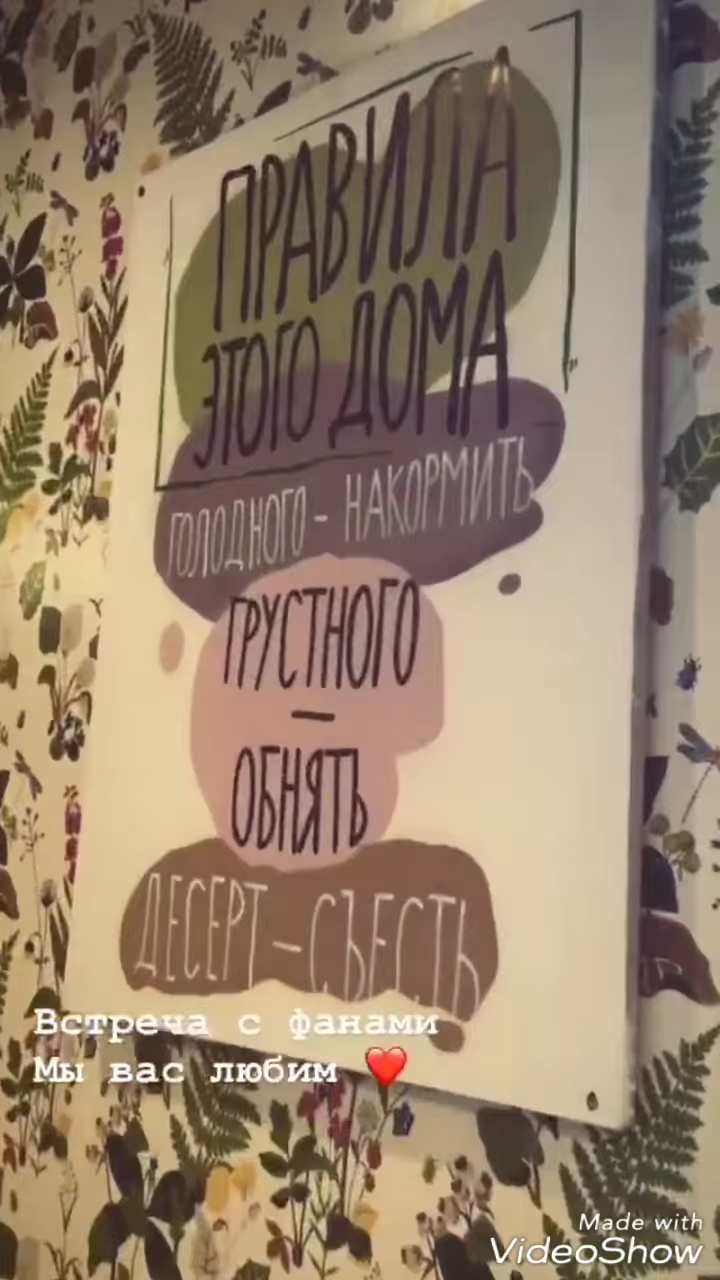 ПРАВИЛА
ЭТОГО ДОМА
ГОЛОДНОГО - НАКОРМИТЬ
ГРУСТНОГО
—
ОБНЯТЬ
ДЕСЕРТ - СЪЕСТЬ
Встреча с фанами
Мы вас любим ❤️
Made with
VideoShow